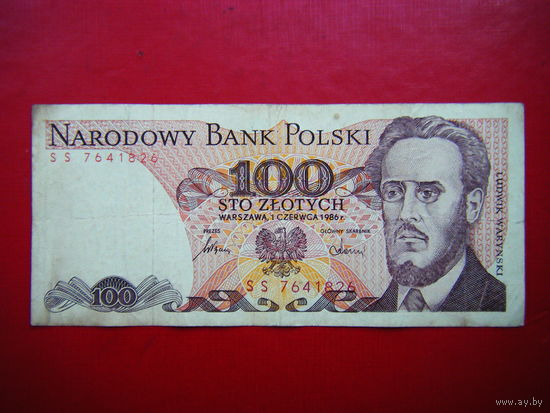 NARODOWY BANK POLSKI
SS 7641826
100
STO ZŁOTYCH
WARSZAWA, 1 CZERWCA 1986 r.
PREZES
GŁÓWNY SKARBNIK
SS 7641826
100
LUDWIK WARYŃSKI
www.ay.by